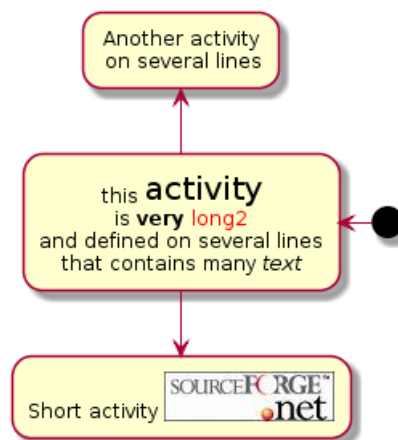 Another activity
on several lines
this activity
is very long2
and defined on several lines
that contains many text
Short activity SOURCEFORGE™
.net